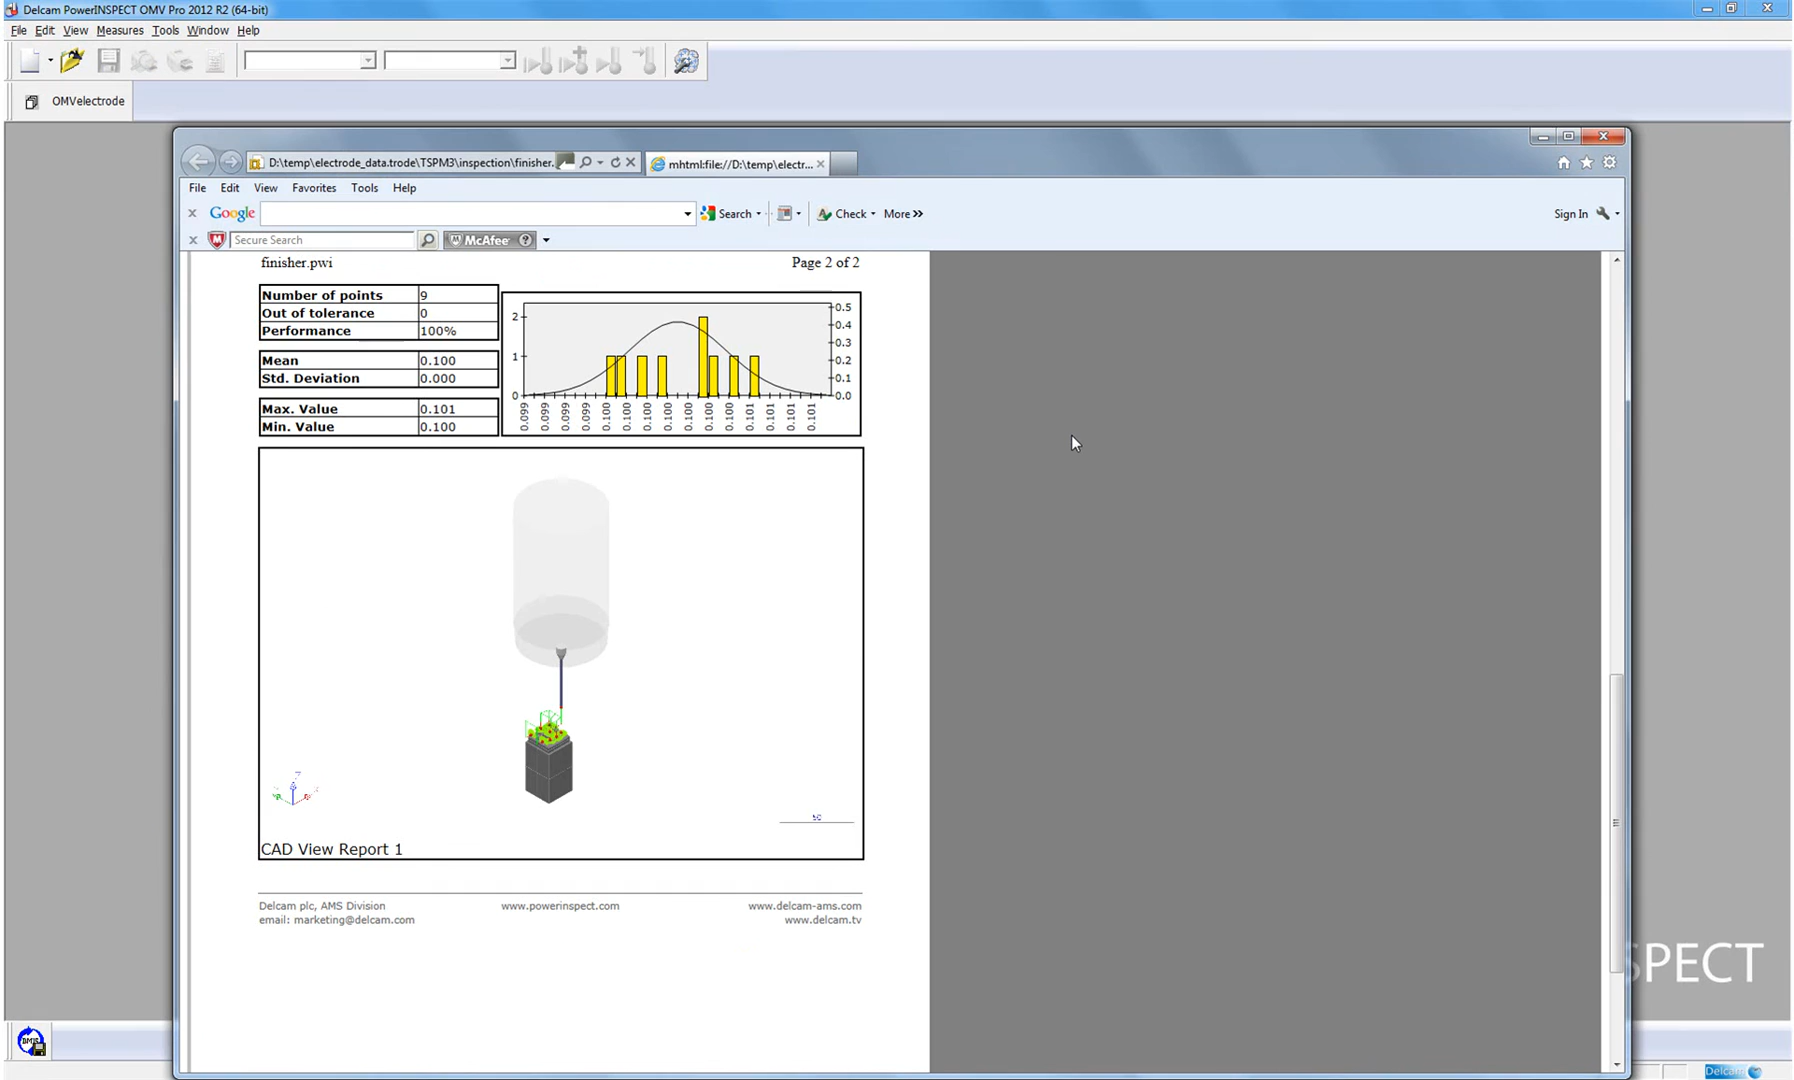 Delcam PowerINSPECT OMV Pro 2012 R2 (64-bit)
File Edit View Measures Tools Window Help
OMVelectrode
D:\temp\electrode_data.trode\TSPM3\inspection\finisher.
mhtml:file://D:\temp\electr...
File Edit View Favorites Tools Help
Google Search Check More >> Sign In
Secure Search McAfee ?
finisher.pwi Page 2 of 2
Number of points 9
Out of tolerance 0
Performance 100%
Mean 0.100
Std. Deviation 0.000
Max. Value 0.101
Min. Value 0.100
2
1
0
0.5
0.4
0.3
0.2
0.1
0.0
0.099 0.099 0.099 0.099 0.100 0.100 0.100 0.100 0.100 0.100 0.100 0.101 0.101 0.101 0.101
Z
50
CAD View Report 1
Delcam plc, AMS Division www.powerinspect.com www.delcam-ams.com
email: marketing@delcam.com www.delcam.tv
SPECT
DMIS
Delcam